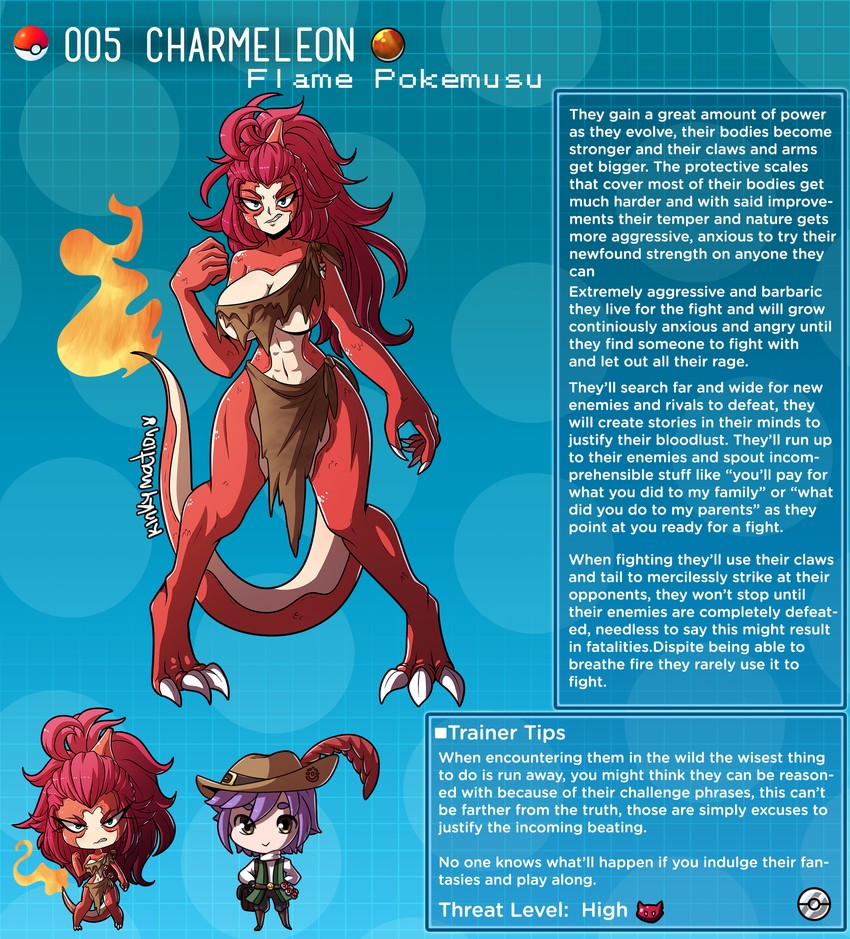 005 CHARMELEON
Flame Pokemusu
They gain a great amount of power
as they evolve, their bodies become
stronger and their claws and arms
get bigger. The protective scales
that cover most of their bodies get
much harder and with said improve-
ments their temper and nature gets
more aggressive, anxious to try their
newfound strength on anyone they
can
Extremely aggressive and barbaric
they live for the fight and will grow
continiously anxious and angry until
they find someone to fight with
and let out all their rage.
They'll search far and wide for new
enemies and rivals to defeat, they
will create stories in their minds to
justify their bloodlust. They'll run up
to their enemies and spout incom-
prehensible stuff like “you'll pay for
what you did to my family” or “what
did you do to my parents” as they
point at you ready for a fight.
When fighting they'll use their claws
and tail to mercilessly strike at their
opponents, they won't stop until
their enemies are completely defeat-
ed, needless to say this might result
in fatalities.Dispite being able to
breathe fire they rarely use it to
fight.
kinkymation
Trainer Tips
When encountering them in the wild the wisest thing
to do is run away, you might think they can be reason-
ed with because of their challenge phrases, this can't
be farther from the truth, those are simply excuses to
justify the incoming beating.
No one knows what'll happen if you indulge their fan-
tasies and play along.
Threat Level: High